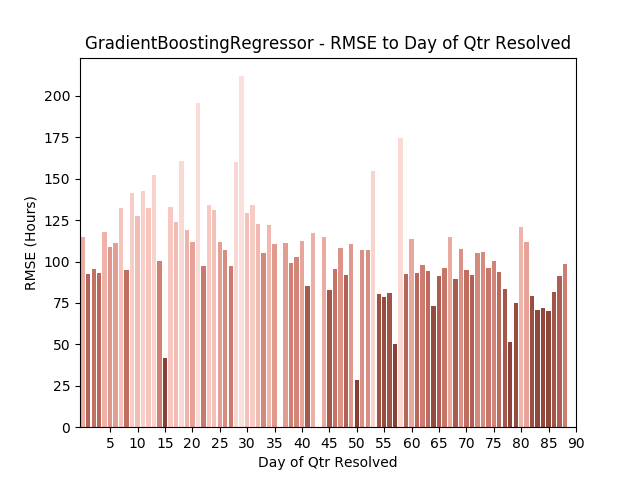 GradientBoostingRegressor - RMSE to Day of Qtr Resolved
200
175
150
125
100
75
50
25
0
RMSE (Hours)
5 10 15 20 25 30 35 40 45 50 55 60 65 70 75 80 85 90
Day of Qtr Resolved